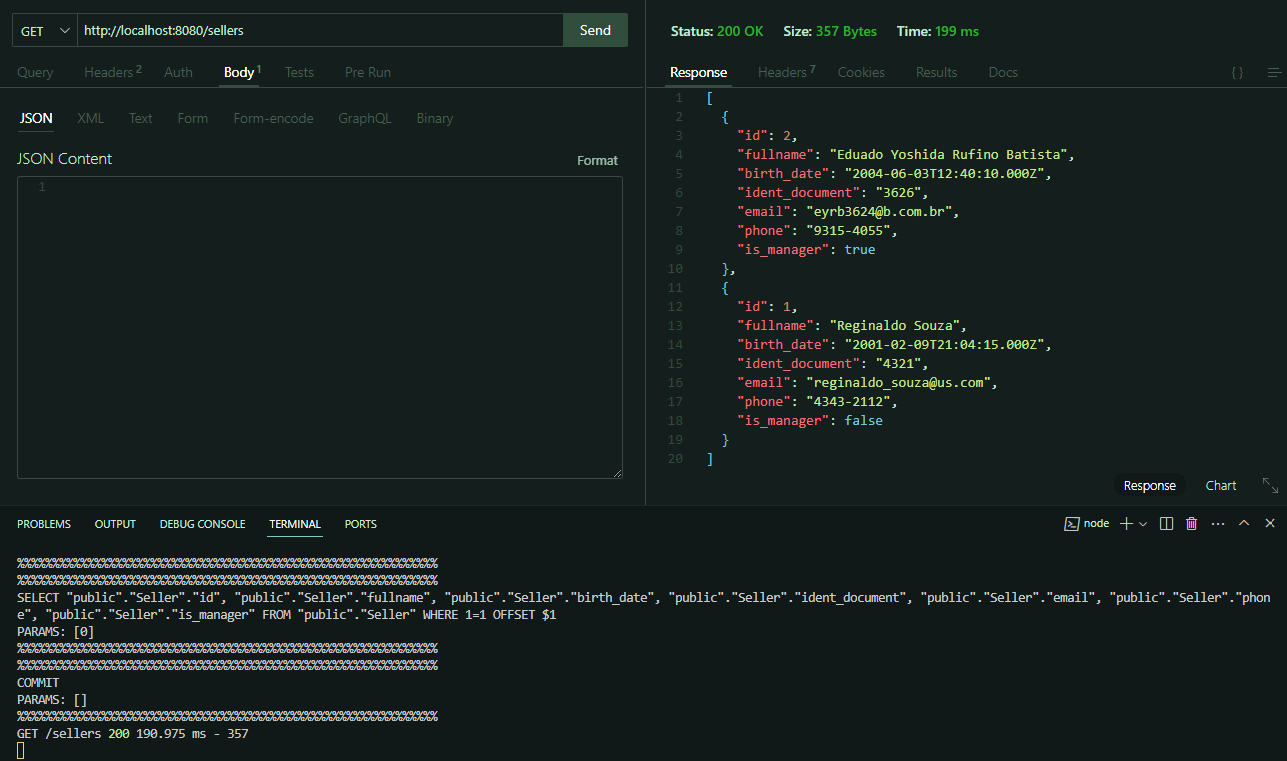 GET http://localhost:8080/sellers Send
Query Headers 2 Auth Body 1 Tests Pre Run
JSON XML Text Form Form-encode GraphQL Binary
JSON Content Format
1
Status: 200 OK Size: 357 Bytes Time: 199 ms
Response Headers 7 Cookies Results Docs { }
1 [
2 {
3 "id": 2,
4 "fullname": "Eduado Yoshida Rufino Batista",
5 "birth_date": "2004-06-03T12:40:10.000Z",
6 "ident_document": "3626",
7 "email": "eyrb3624@b.com.br",
8 "phone": "9315-4055",
9 "is_manager": true
10 },
11 {
12 "id": 1,
13 "fullname": "Reginaldo Souza",
14 "birth_date": "2001-02-09T21:04:15.000Z",
15 "ident_document": "4321",
16 "email": "reginaldo_souza@us.com",
17 "phone": "4343-2112",
18 "is_manager": false
19 }
20 ]
Response Chart
PROBLEMS OUTPUT DEBUG CONSOLE TERMINAL PORTS node
%%%%%%%%%%%%%%%%%%%%%%%%%%%%%%%%%%%%%%%%%%%%%%%%%%%%%%%%%%%%
%%%%%%%%%%%%%%%%%%%%%%%%%%%%%%%%%%%%%%%%%%%%%%%%%%%%%%%%%%%%
SELECT "public"."Seller"."id", "public"."Seller"."fullname", "public"."Seller"."birth_date", "public"."Seller"."ident_document", "public"."Seller"."email", "public"."Seller"."phon
e", "public"."Seller"."is_manager" FROM "public"."Seller" WHERE 1=1 OFFSET $1
PARAMS: [0]
%%%%%%%%%%%%%%%%%%%%%%%%%%%%%%%%%%%%%%%%%%%%%%%%%%%%%%%%%%%%
%%%%%%%%%%%%%%%%%%%%%%%%%%%%%%%%%%%%%%%%%%%%%%%%%%%%%%%%%%%%
COMMIT
PARAMS: []
%%%%%%%%%%%%%%%%%%%%%%%%%%%%%%%%%%%%%%%%%%%%%%%%%%%%%%%%%%%%
GET /sellers 200 190.975 ms - 357